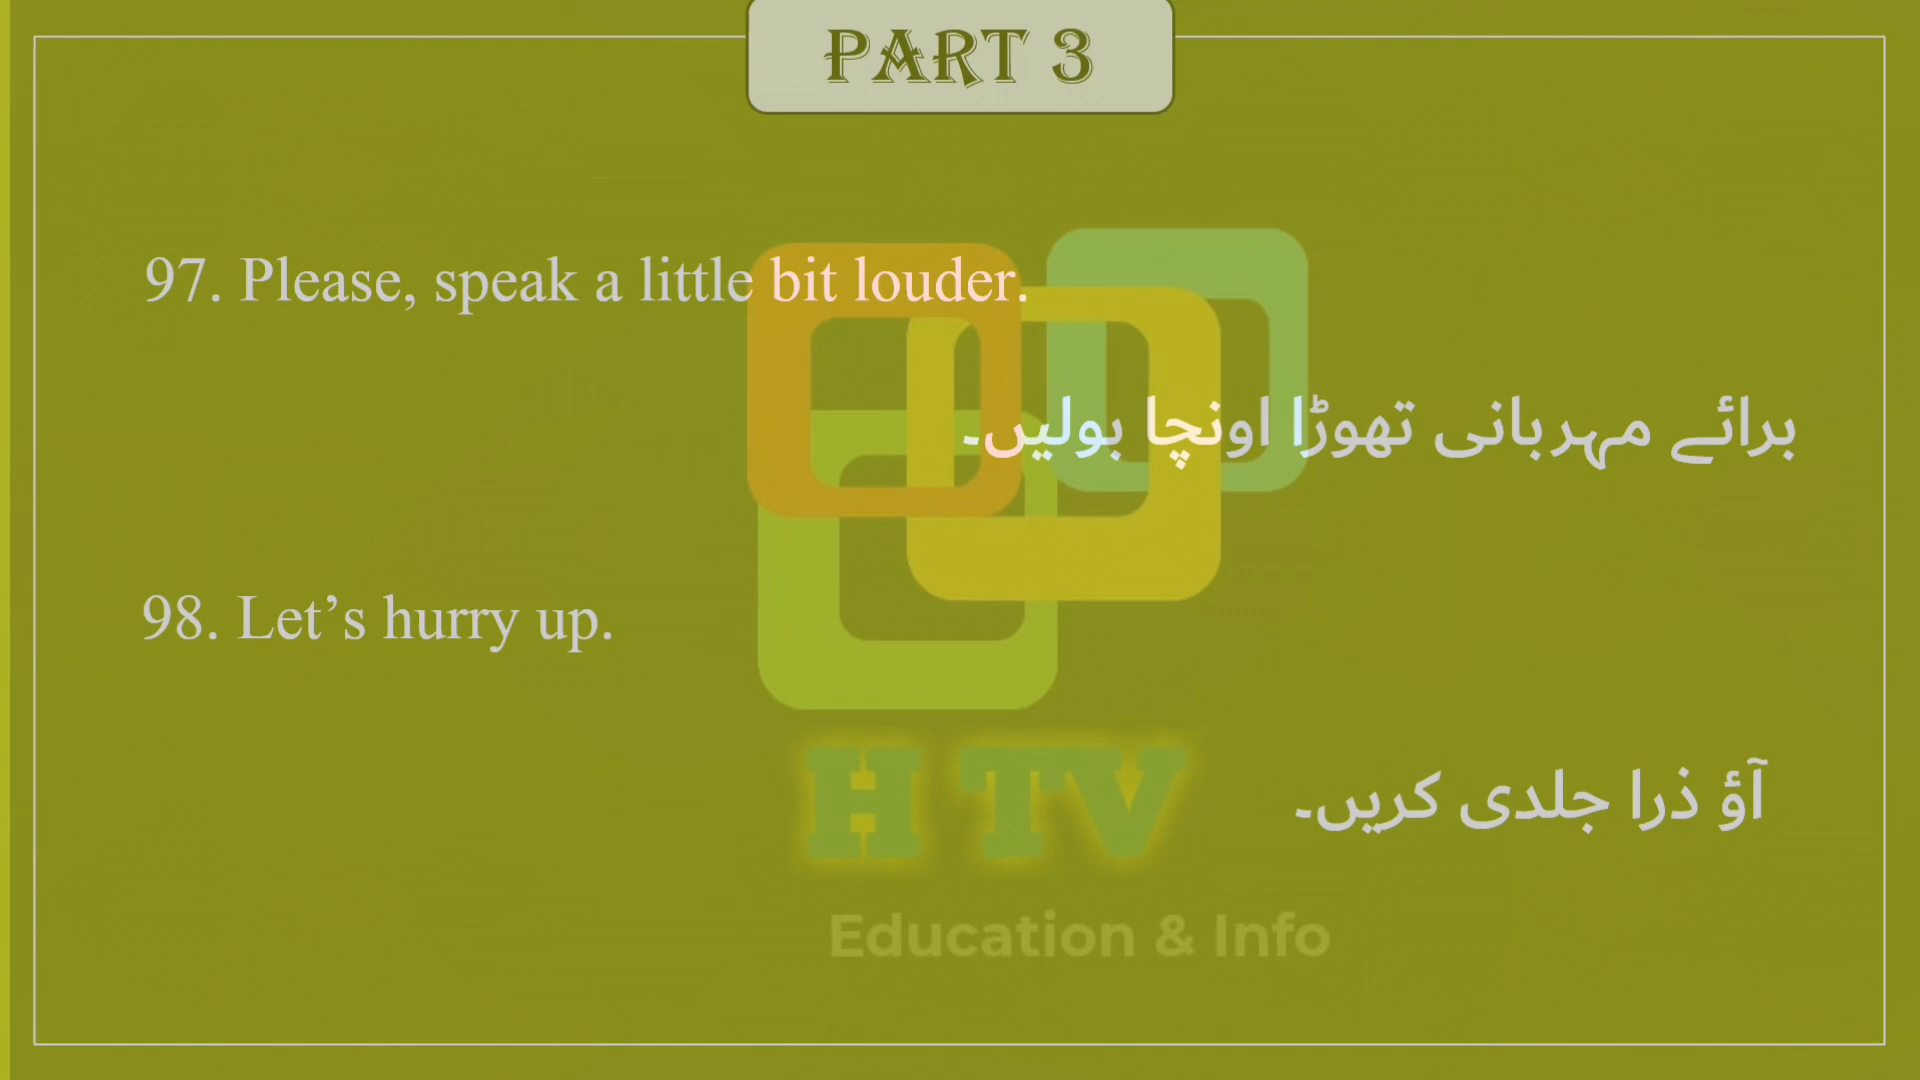 PART 3
97. Please, speak a little bit louder.
برائے مہربانی تھوڑا اونچا بولیں۔
98. Let’s hurry up.
آؤ ذرا جلدی کریں۔
H TV
Education & Info